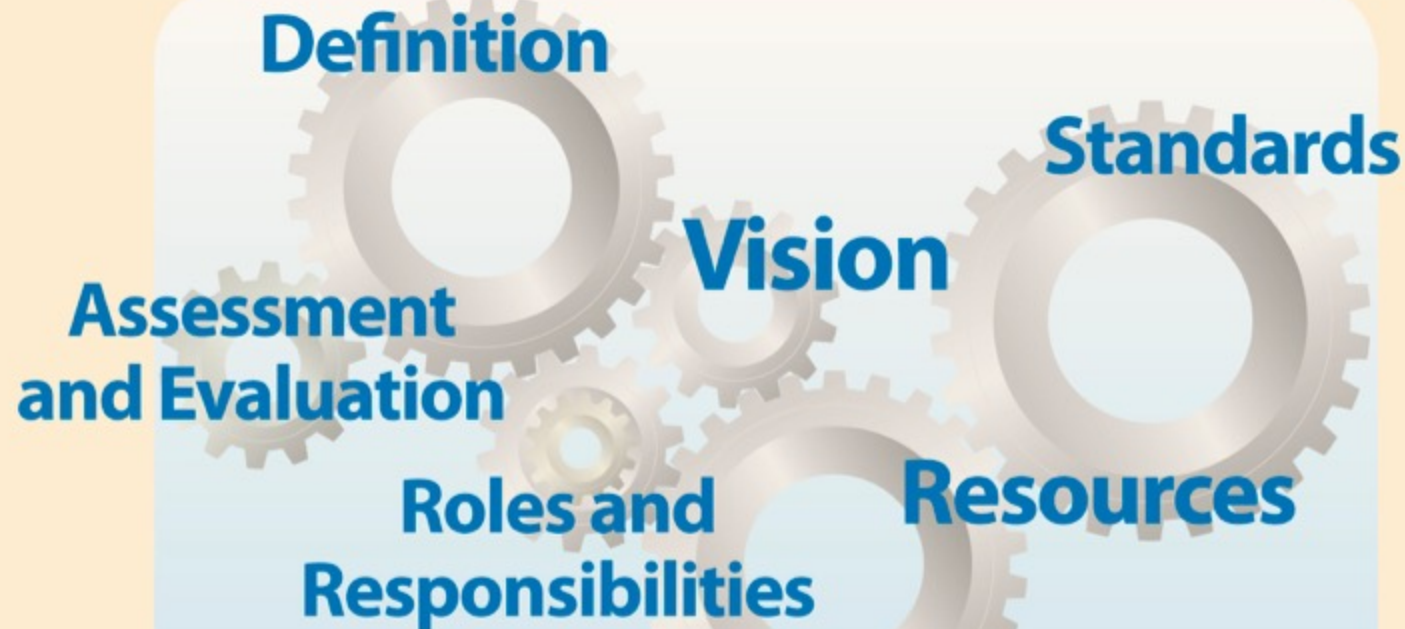 Definition
Standards
Vision
Assessment
and Evaluation
Resources
Roles and
Responsibilities